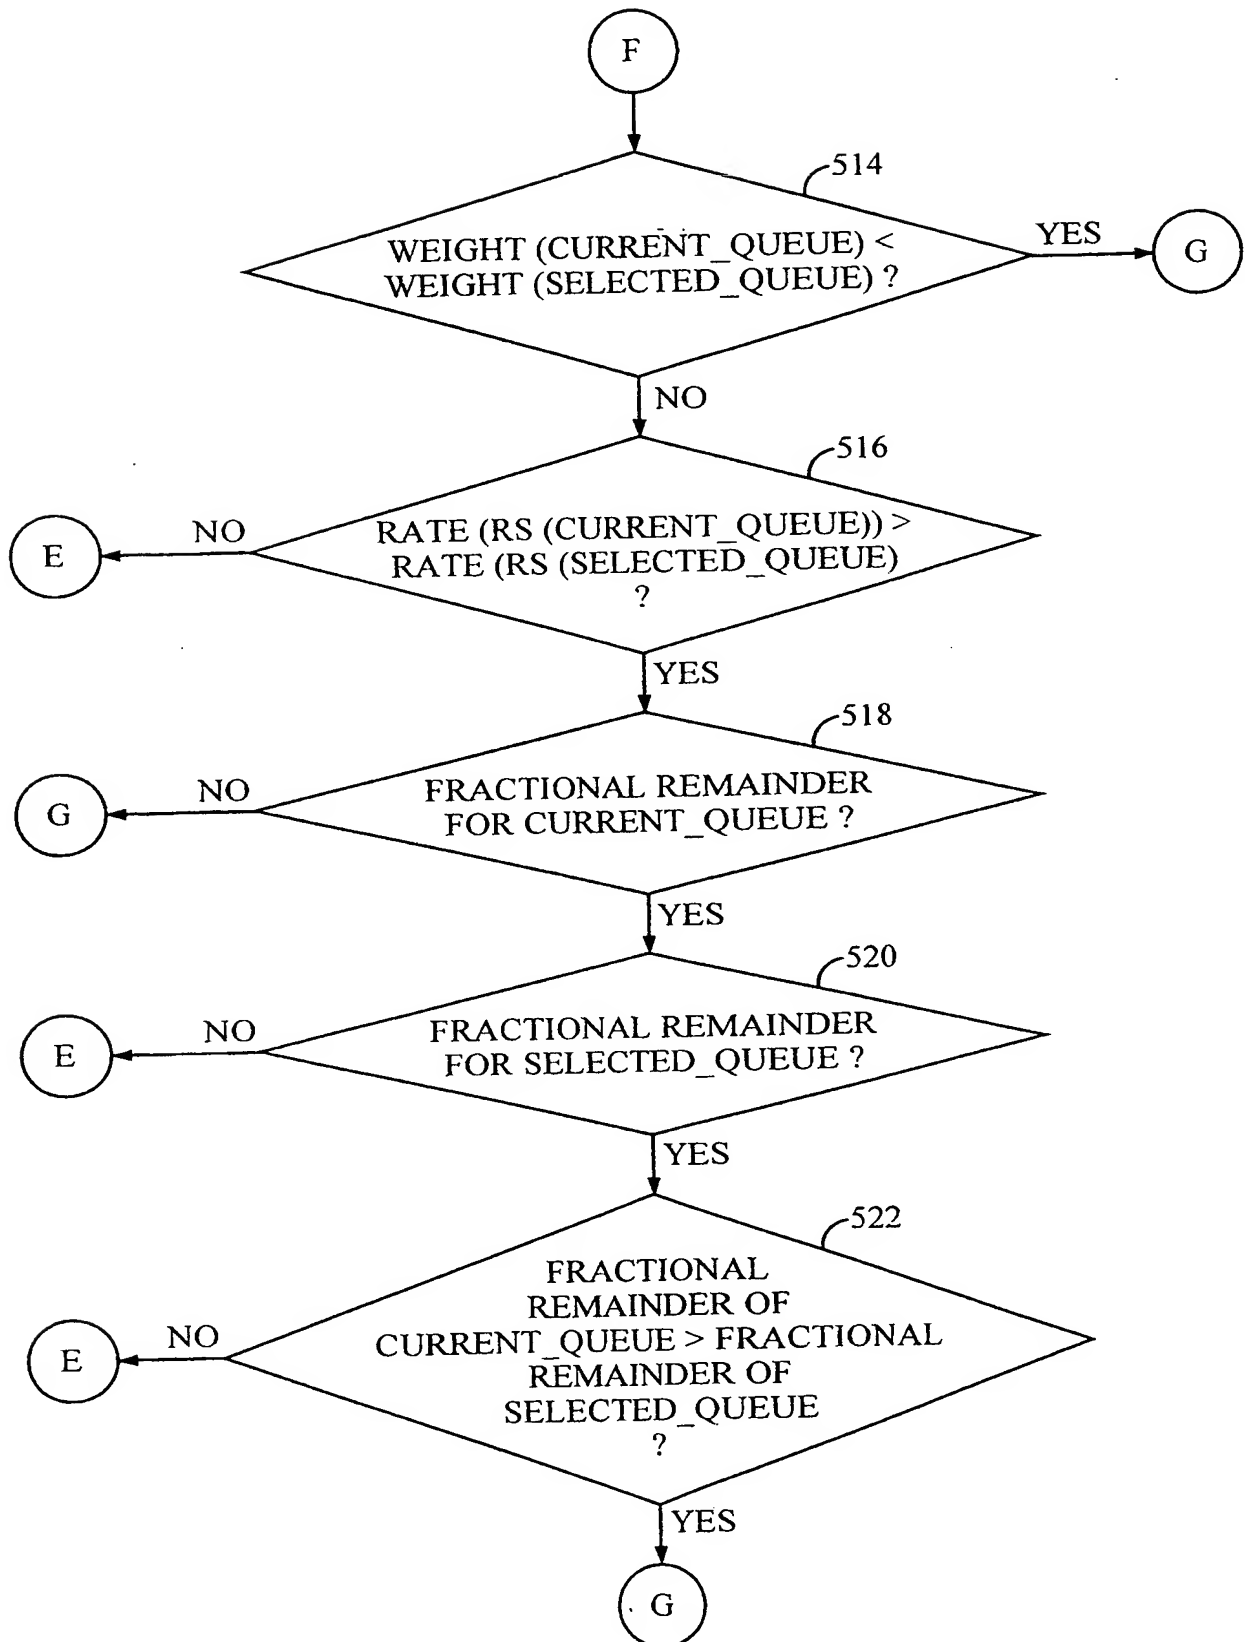 F
514
WEIGHT (CURRENT_QUEUE) <
WEIGHT (SELECTED_QUEUE) ?
YES
G
NO
516
RATE (RS (CURRENT_QUEUE)) >
RATE (RS (SELECTED_QUEUE)
?
NO
E
YES
518
FRACTIONAL REMAINDER
FOR CURRENT_QUEUE ?
NO
G
YES
520
FRACTIONAL REMAINDER
FOR SELECTED_QUEUE ?
NO
E
YES
522
FRACTIONAL
REMAINDER OF
CURRENT_QUEUE > FRACTIONAL
REMAINDER OF
SELECTED_QUEUE
?
NO
E
YES
G